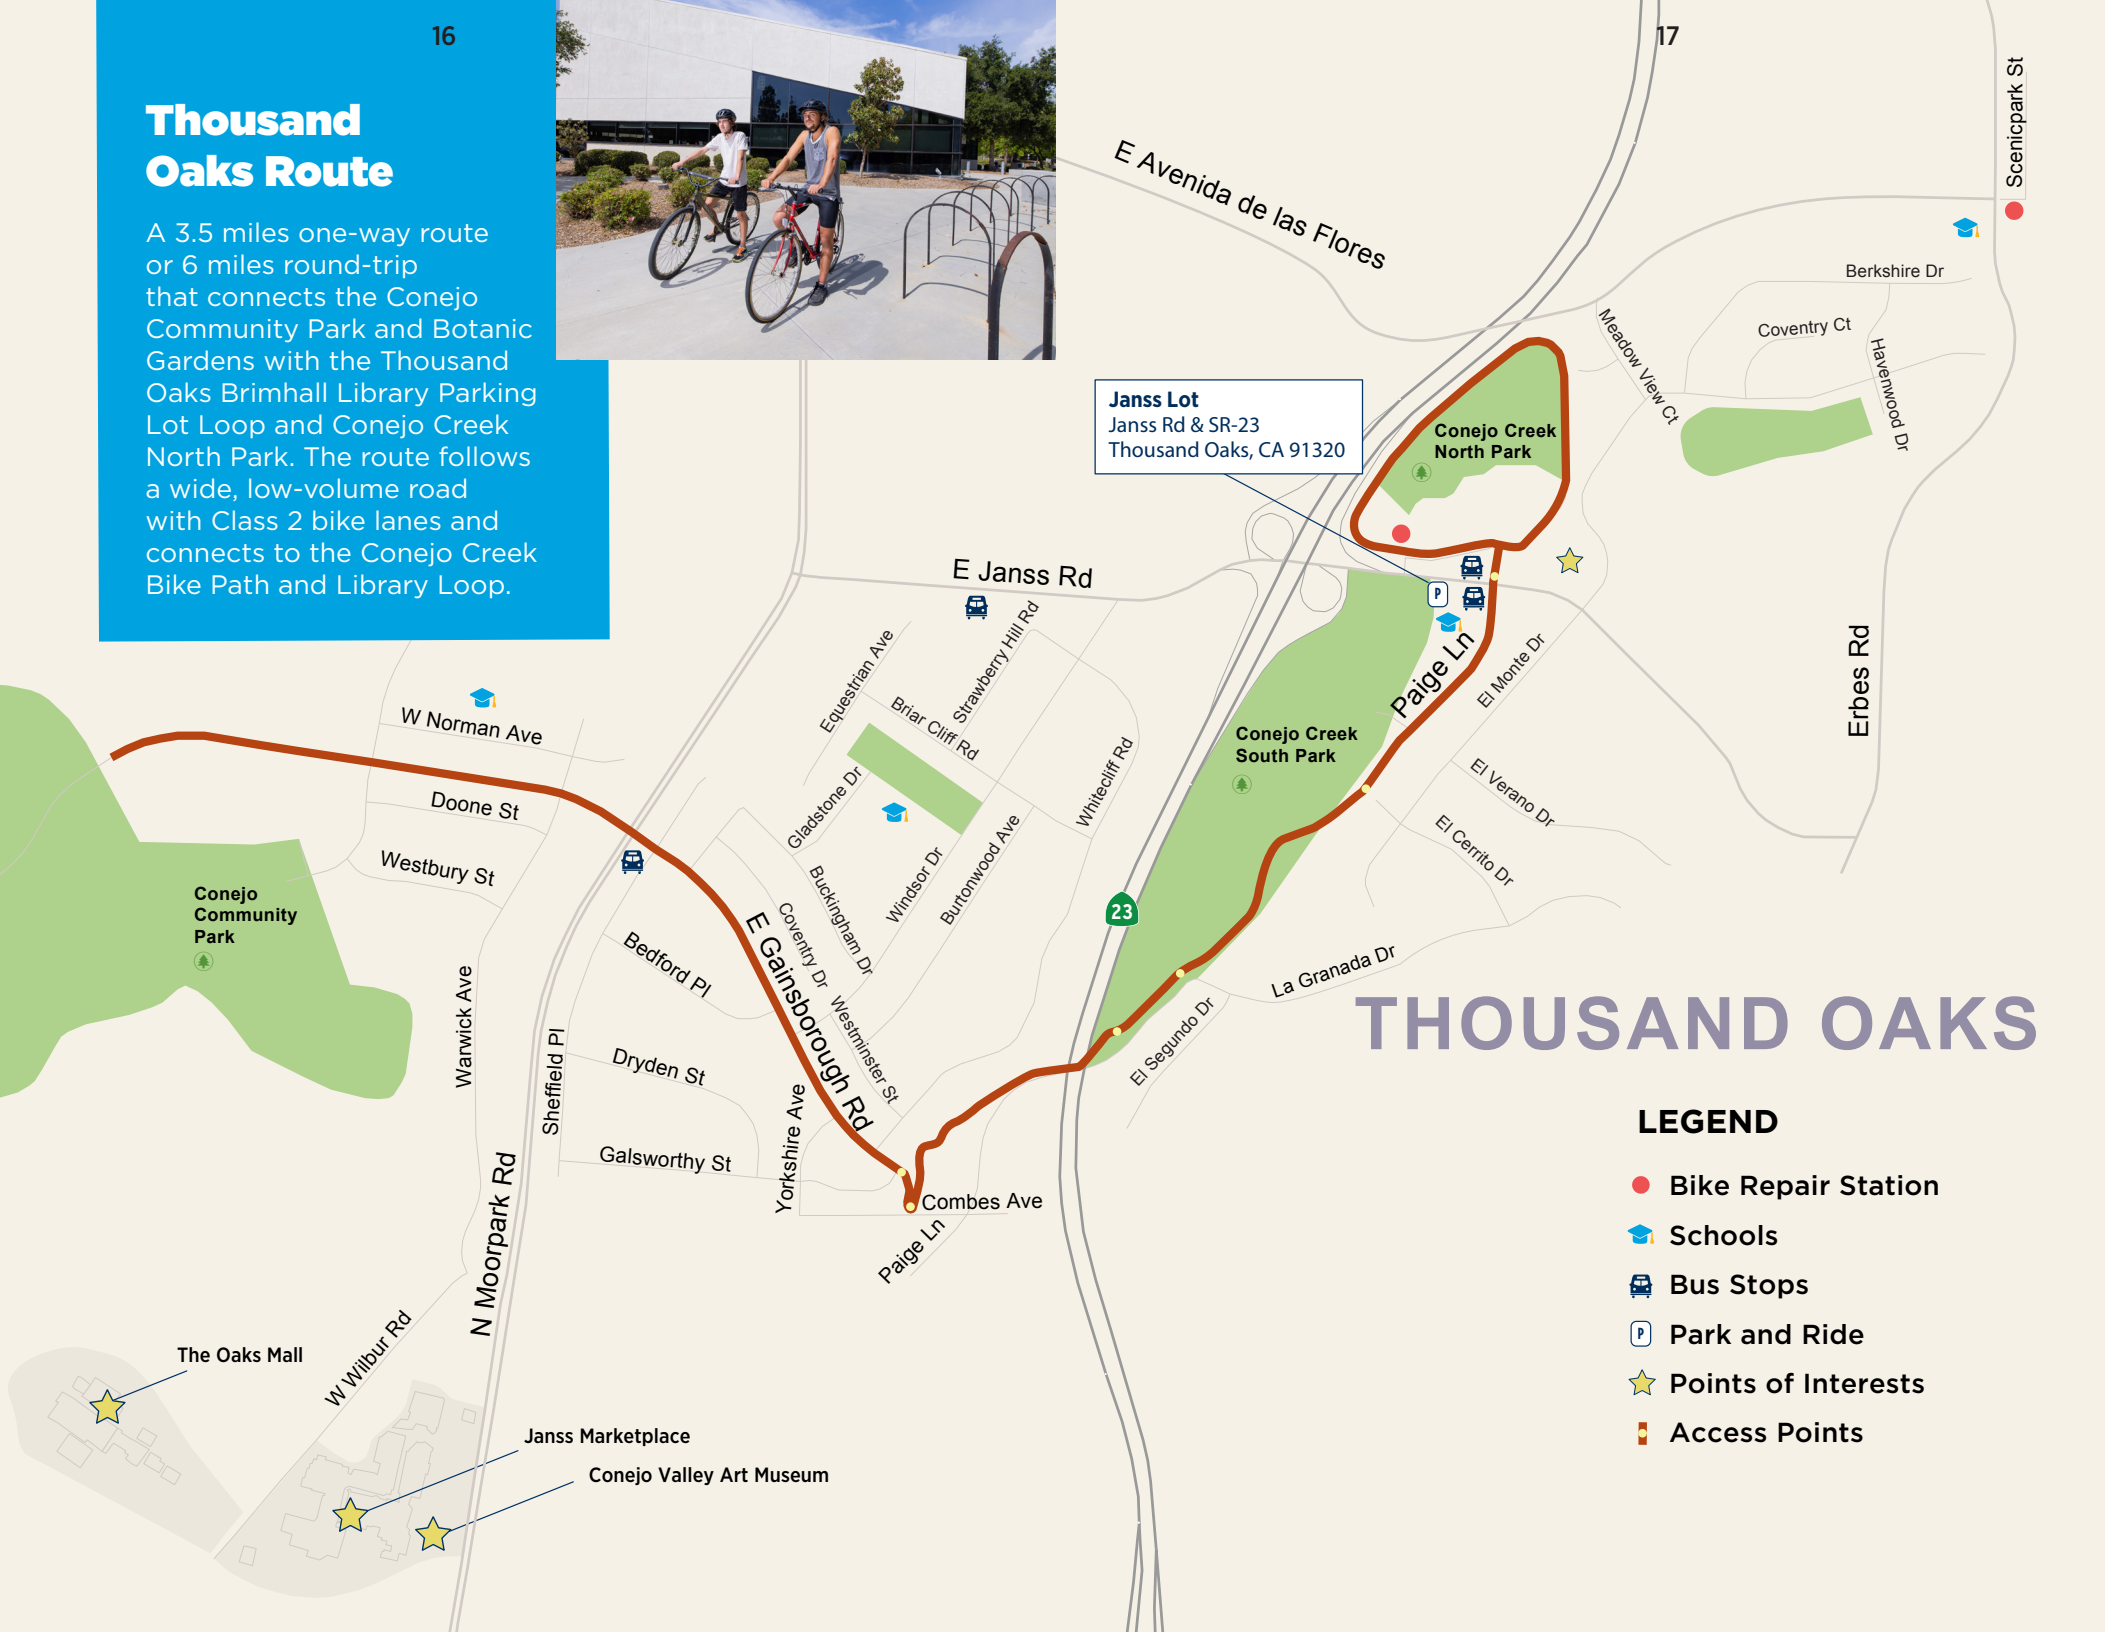 16
17
Thousand
Oaks Route
A 3.5 miles one-way route
or 6 miles round-trip
that connects the Conejo
Community Park and Botanic
Gardens with the Thousand
Oaks Brimhall Library Parking
Lot Loop and Conejo Creek
North Park. The route follows
a wide, low-volume road
with Class 2 bike lanes and
connects to the Conejo Creek
Bike Path and Library Loop.
Scenicpark St
E Avenida de las Flores
Berkshire Dr
Coventry Ct
Meadow View Ct
Havenwood Dr
Janss Lot
Janss Rd & SR-23
Thousand Oaks, CA 91320
Conejo Creek
North Park
E Janss Rd
P
Paige Ln
El Monte Dr
Erbes Rd
Equestrian Ave
Strawberry Hill Rd
Briar Cliff Rd
Whitecliff Rd
Conejo Creek
South Park
W Norman Ave
Doone St
Westbury St
Gladstone Dr
Windsor Dr
Burtonwood Ave
Buckingham Dr
Coventry Dr
El Verano Dr
El Cerrito Dr
Conejo
Community
Park
23
Bedford Pl
E Gainsborough Rd
Westminster St
La Granada Dr
El Segundo Dr
THOUSAND OAKS
Warwick Ave
Sheffield Pl
Dryden St
Galsworthy St
Yorkshire Ave
Combes Ave
Paige Ln
N Moorpark Rd
W Wilbur Rd
The Oaks Mall
Janss Marketplace
Conejo Valley Art Museum
LEGEND
Bike Repair Station
Schools
Bus Stops
P
Park and Ride
Points of Interests
Access Points